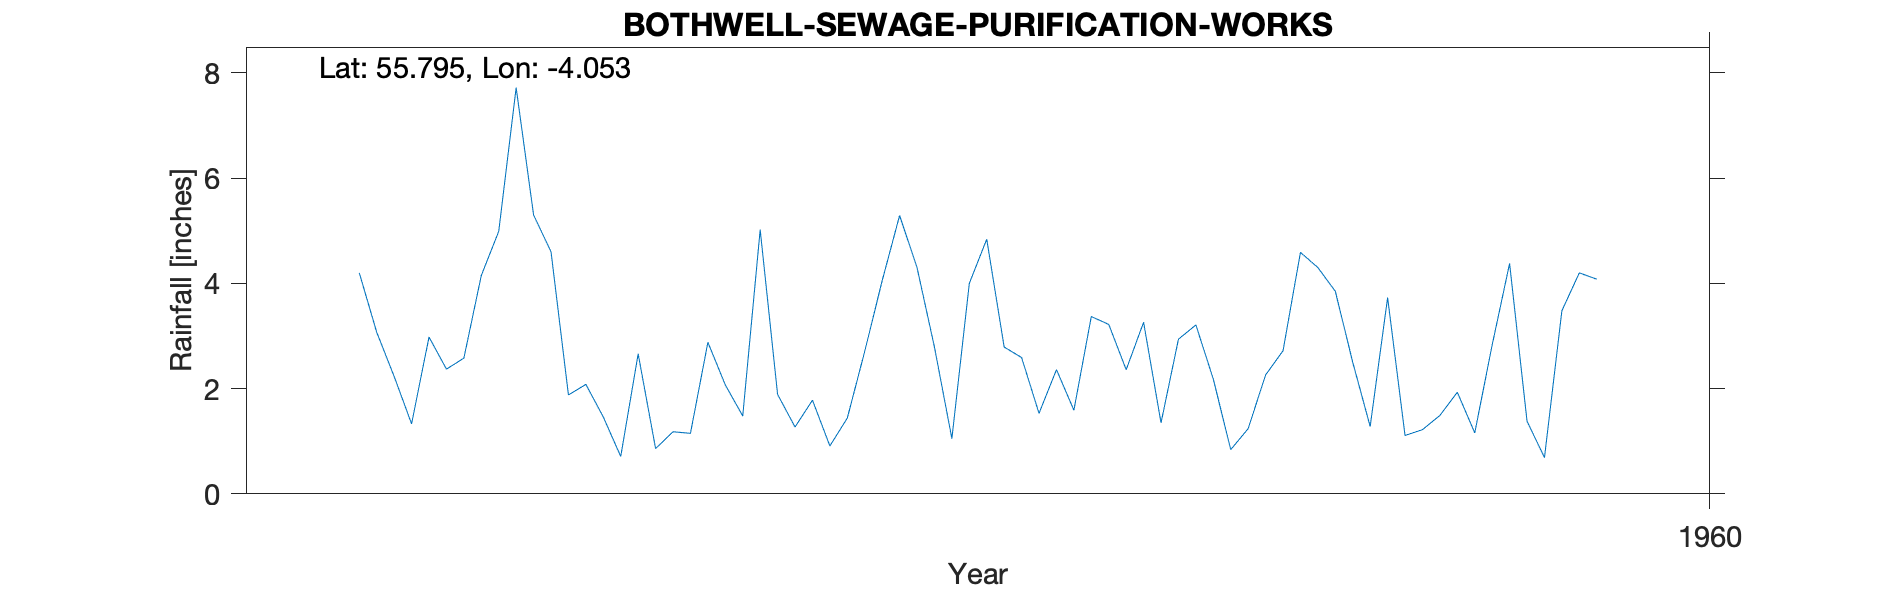 BOTHWELL-SEWAGE-PURIFICATION-WORKS
Lat: 55.795, Lon: -4.053
8
6
4
2
0
Rainfall [inches]
1960
Year